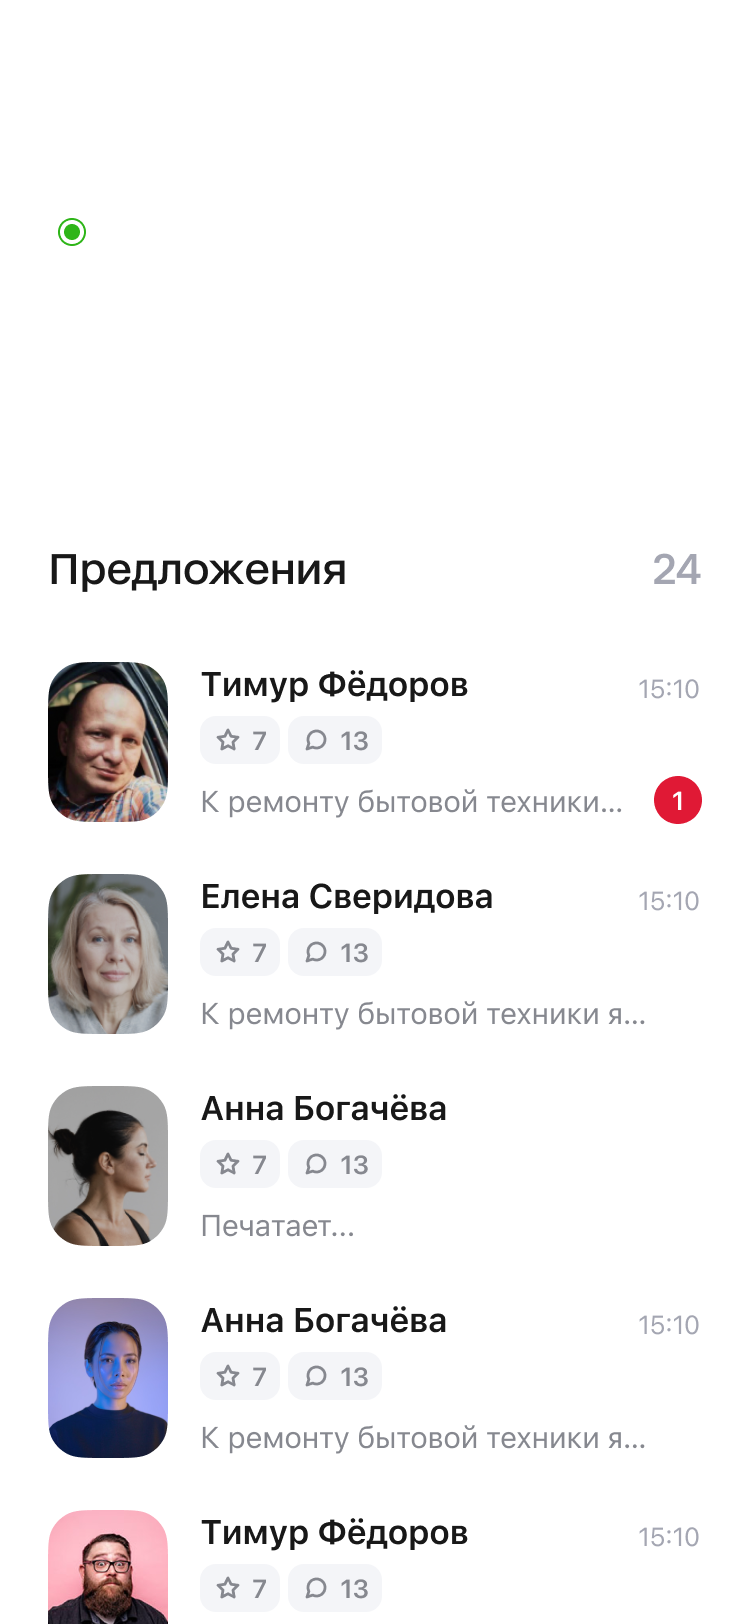 Предложения 24
Тимур Фёдоров 15:10
7 13
К ремонту бытовой техники... 1
Елена Сверидова 15:10
7 13
К ремонту бытовой техники я...
Анна Богачёва
7 13
Печатает...
Анна Богачёва 15:10
7 13
К ремонту бытовой техники я...
Тимур Фёдоров 15:10
7 13